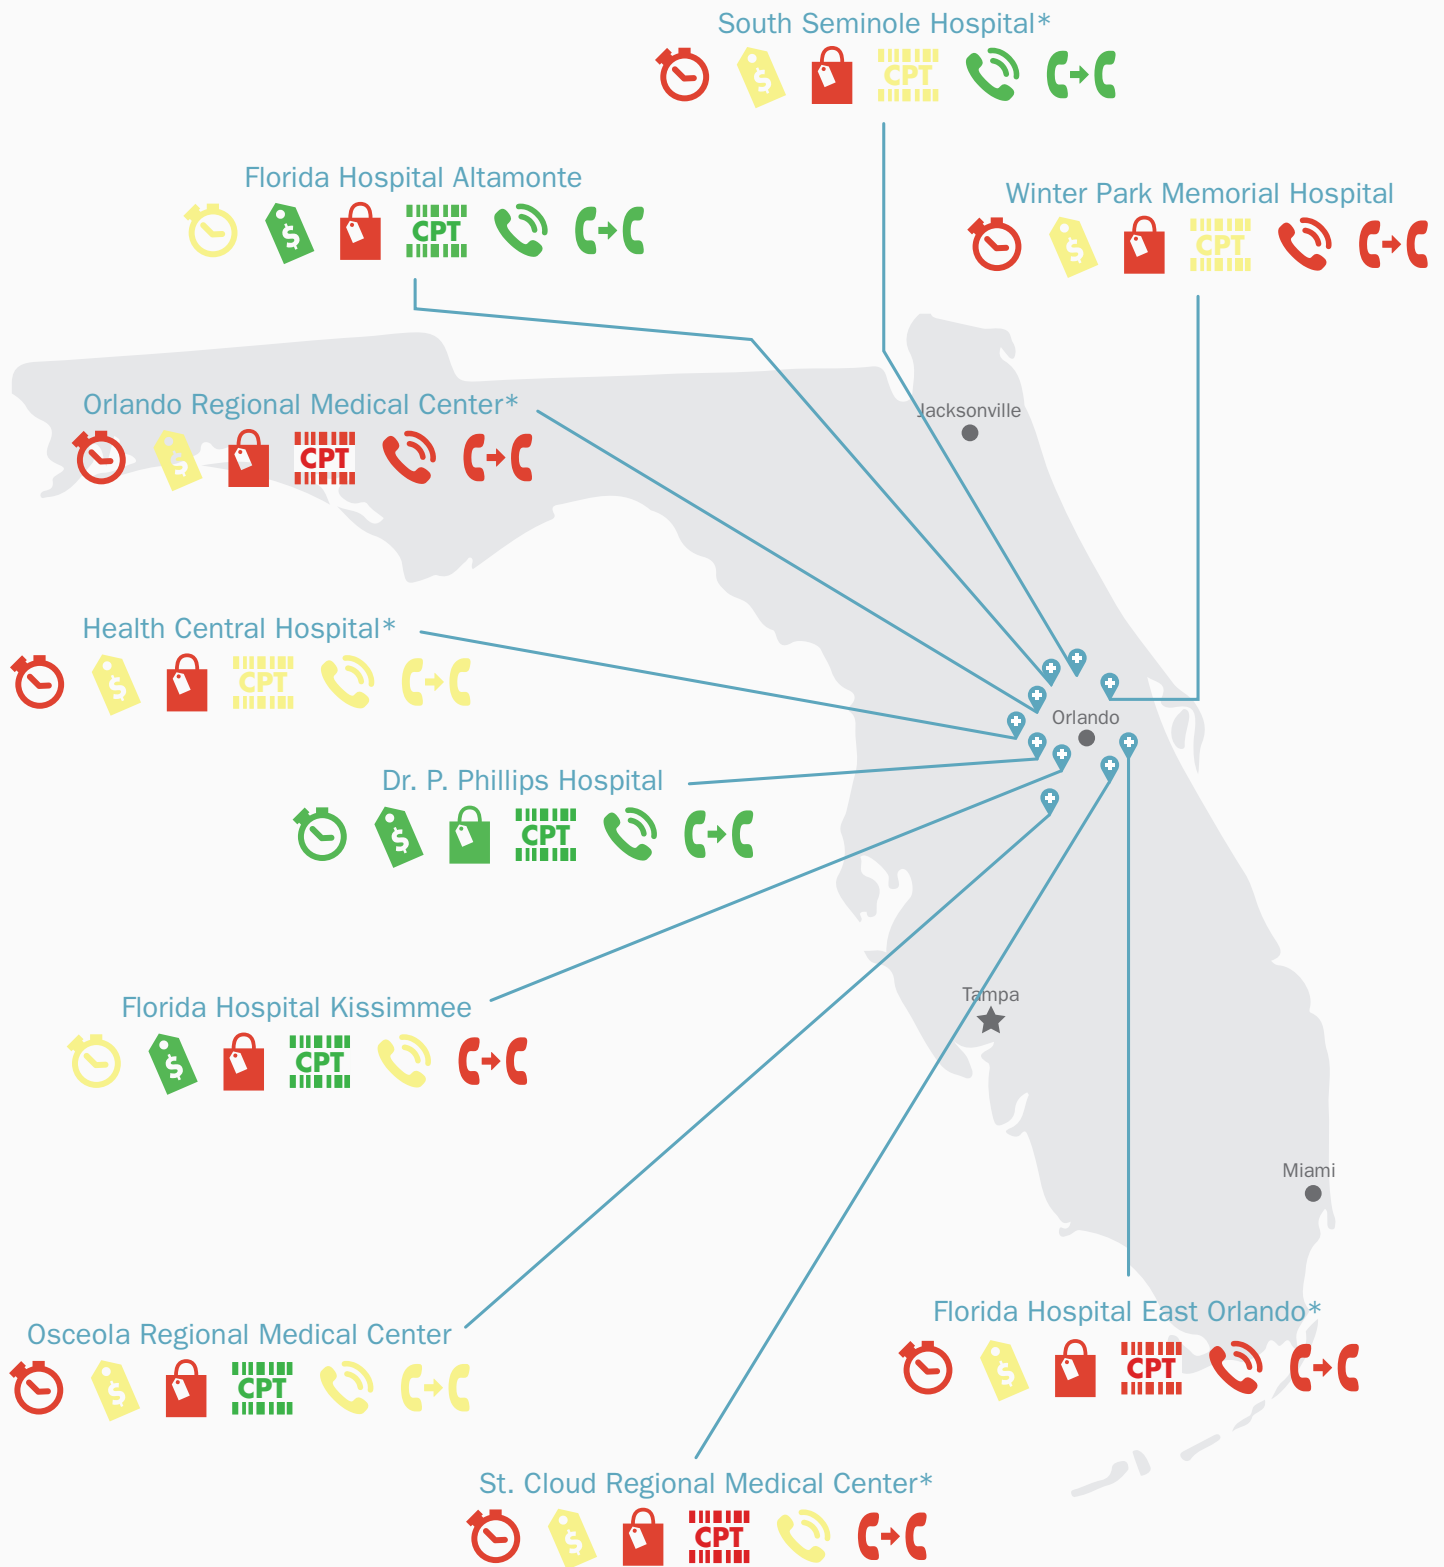 South Seminole Hospital*
$
CPT
Florida Hospital Altamonte
$
CPT
Winter Park Memorial Hospital
$
CPT
Orlando Regional Medical Center*
$
CPT
Jacksonville
Health Central Hospital*
$
CPT
Orlando
Dr. P. Phillips Hospital
$
CPT
Florida Hospital Kissimmee
$
CPT
Tampa
Miami
Osceola Regional Medical Center
$
CPT
Florida Hospital East Orlando*
$
CPT
St. Cloud Regional Medical Center*
$
CPT